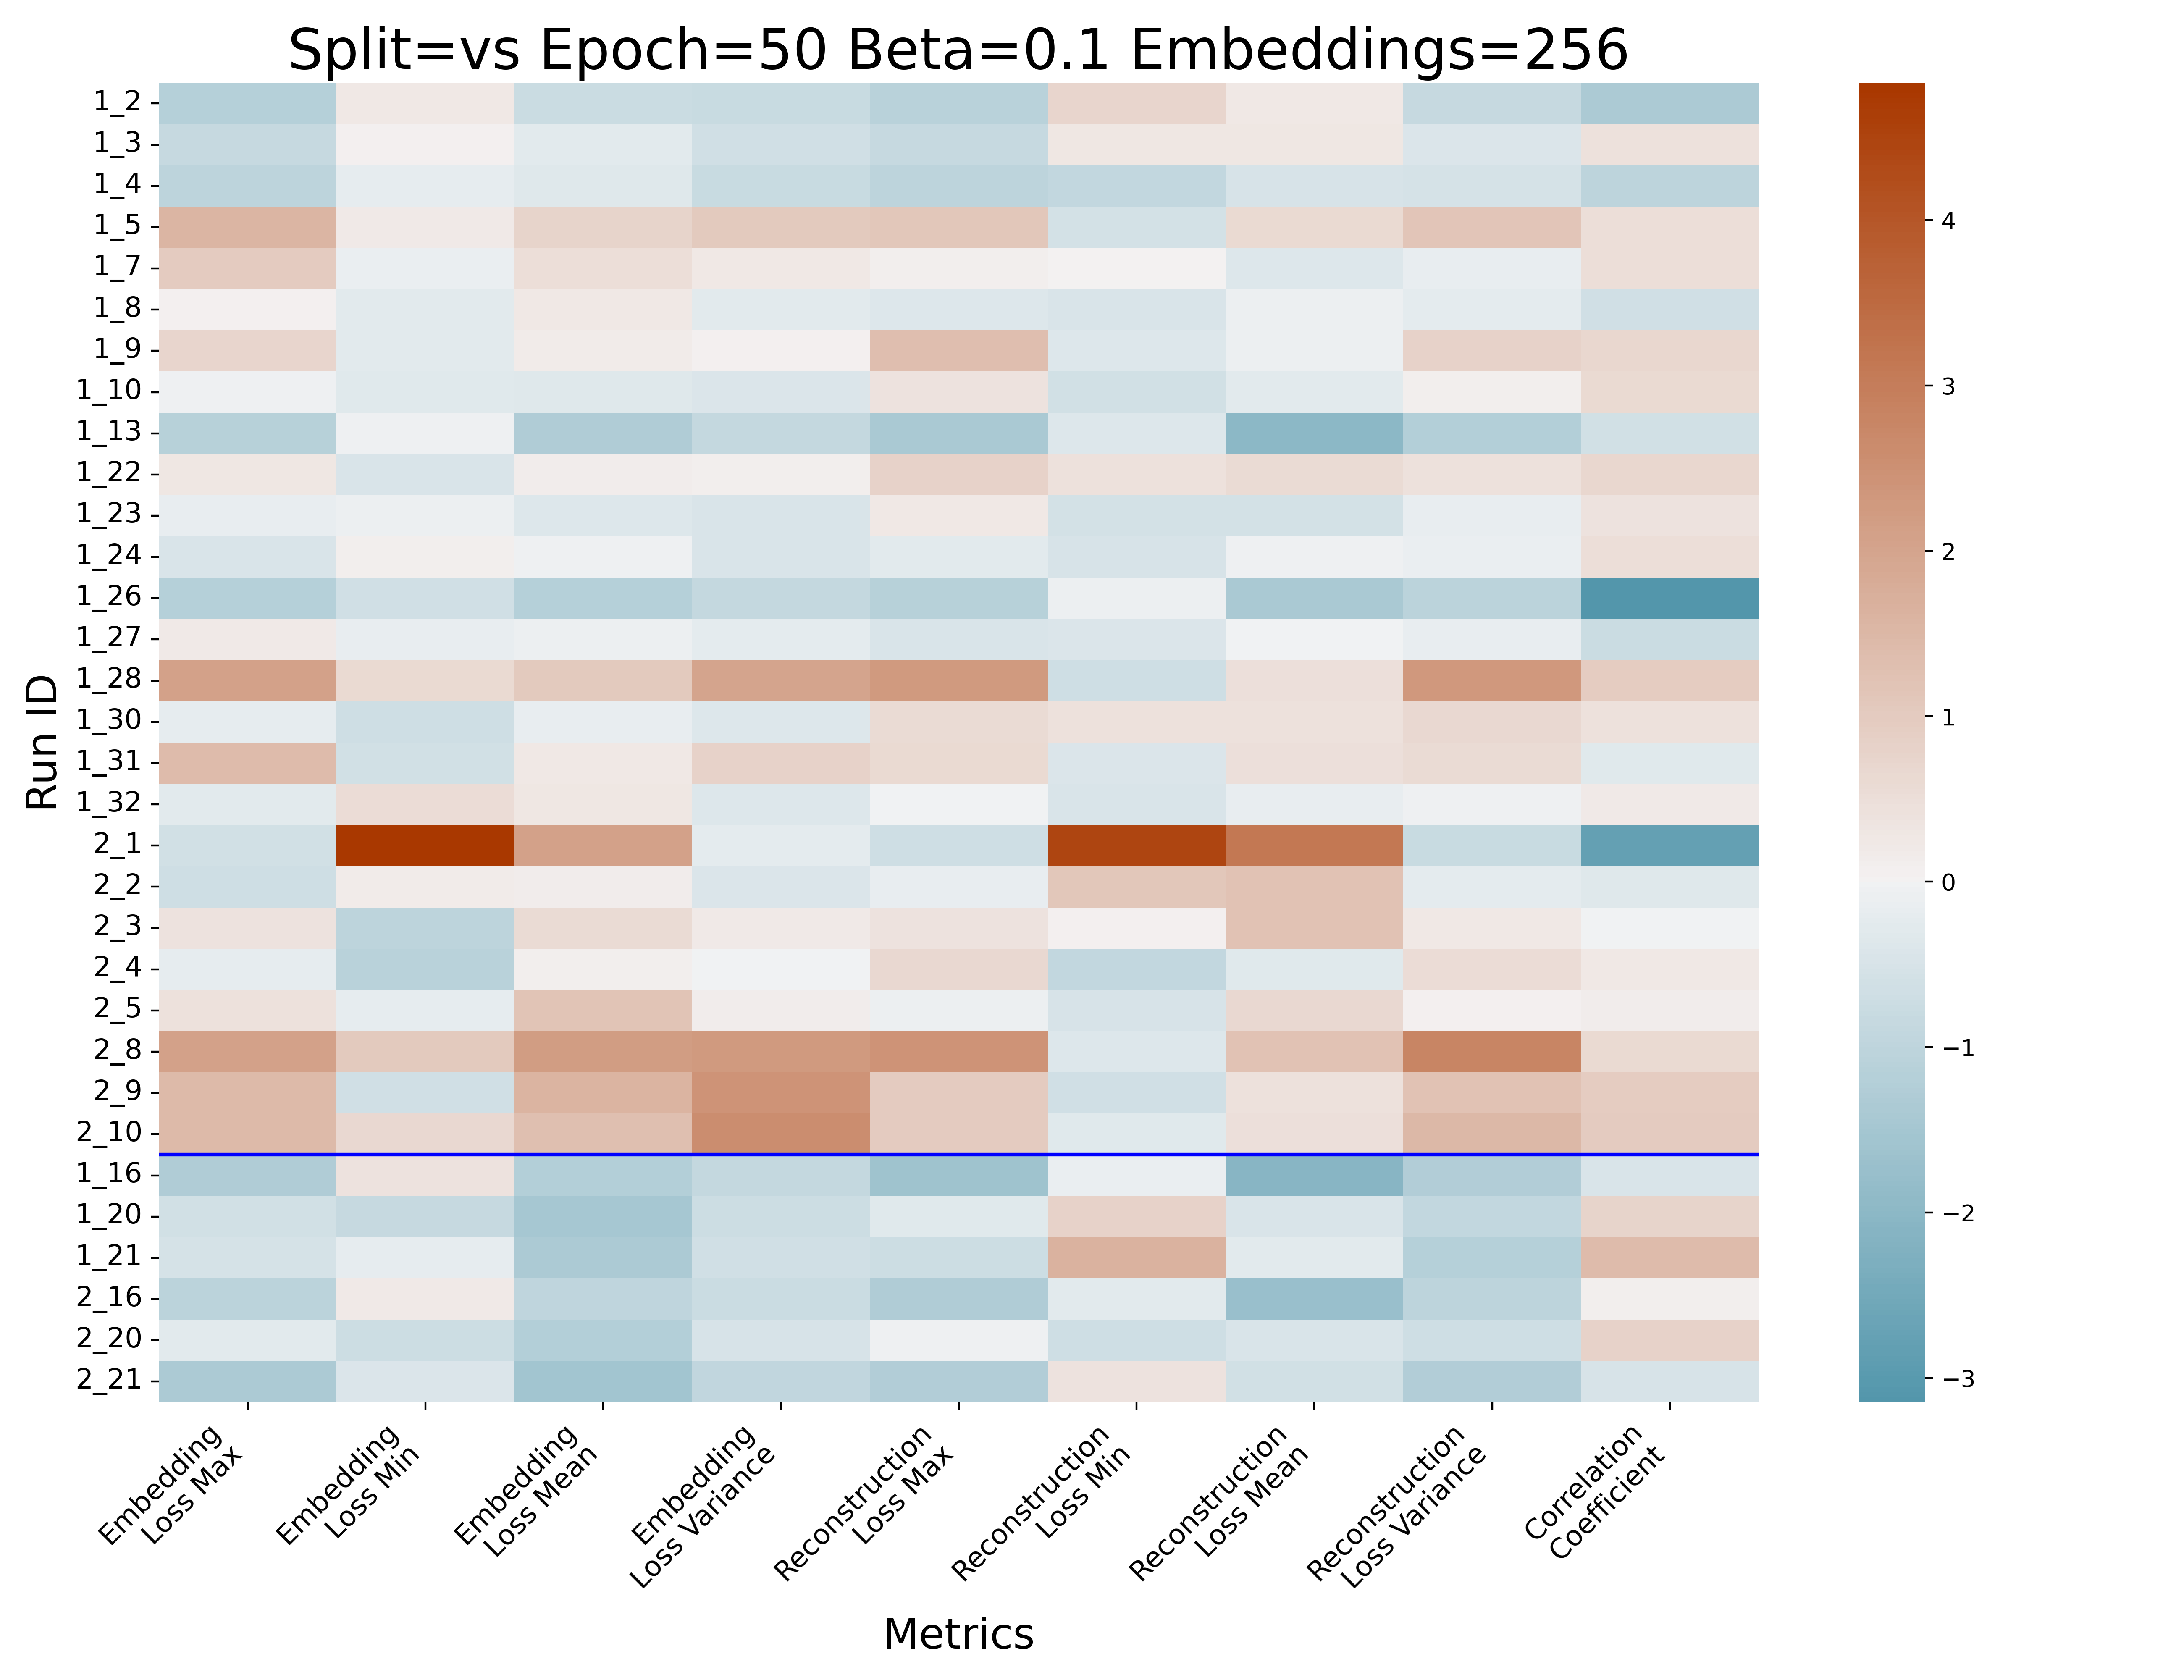 Split=vs Epoch=50 Beta=0.1 Embeddings=256
Run ID
1_2
1_3
1_4
1_5
1_7
1_8
1_9
1_10
1_13
1_22
1_23
1_24
1_26
1_27
1_28
1_30
1_31
1_32
2_1
2_2
2_3
2_4
2_5
2_8
2_9
2_10
1_16
1_20
1_21
2_16
2_20
2_21
4
3
2
1
0
−1
−2
−3
Embedding
Loss Max
Embedding
Loss Min
Embedding
Loss Mean
Embedding
Loss Variance
Reconstruction
Loss Max
Reconstruction
Loss Min
Reconstruction
Loss Mean
Reconstruction
Loss Variance
Correlation
Coefficient
Metrics